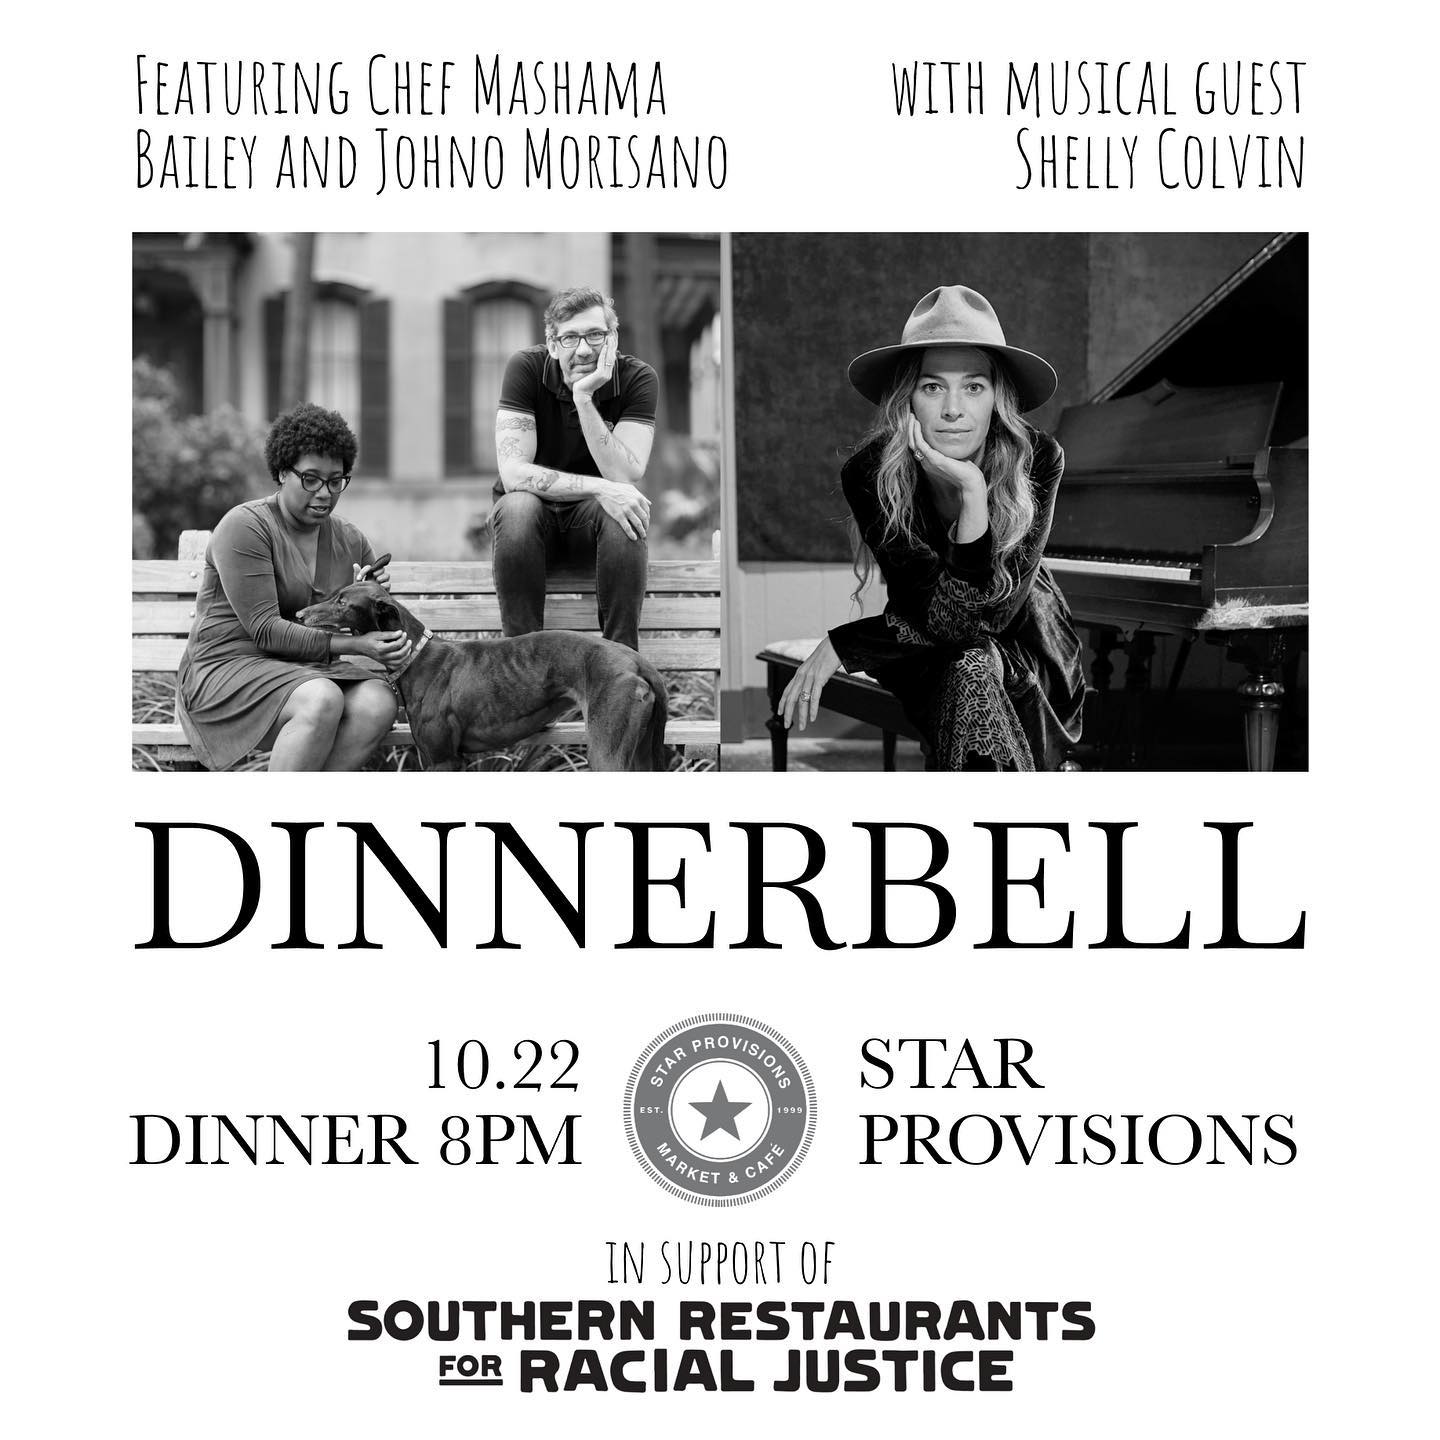 FEATURING CHEF MASHAMA
BAILEY AND JOHNO MORISANO
WITH MUSICAL GUEST
SHELLY COLVIN
DINNERBELL
10.22
DINNER 8PM
STAR PROVISIONS
EST. 1999
MARKET & CAFÉ
STAR
PROVISIONS
IN SUPPORT OF
SOUTHERN RESTAURANTS
FOR RACIAL JUSTICE